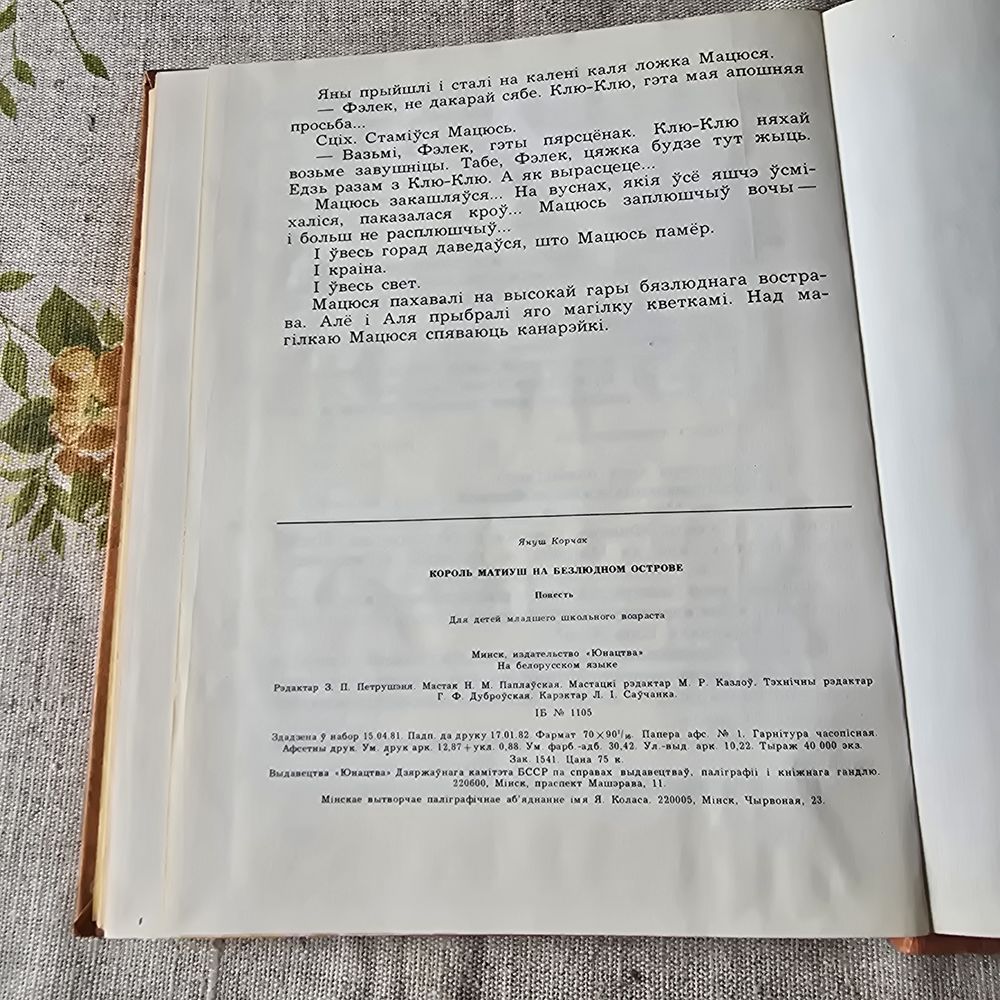 Яны прыйшлі і сталі на калені каля ложка Мацюся.
— Фэлек, не дакарай сябе. Клю-Клю, гэта мая апошняя
просьба...
Сціх. Стаміўся Мацюсь.
— Вазьмі, Фэлек, гэты пярсцёнак. Клю-Клю няхай
возьме завушніцы. Табе, Фэлек, цяжка будзе тут жыць.
Едзь разам з Клю-Клю. А як вырасцеце...
Мацюсь закашляўся... На вуснах, якія ўсё яшчэ ўсмі-
халіся, паказалася кроў... Мацюсь заплюшчыў вочы —
і больш не расплюшчыў...
І ўвесь горад даведаўся, што Мацюсь памёр.
І краіна.
І ўвесь свет.
Мацюся пахавалі на высокай гары бязлюднага востра-
ва. Алё і Аля прыбралі яго магілку кветкамі. Над ма-
гілкаю Мацюся спяваюць канарэйкі.
Януш Корчак
КОРОЛЬ МАТИУШ НА БЕЗЛЮДНОМ ОСТРОВЕ
Повесть
Для детей младшего школьного возраста
Минск, издательство «Юнацтва»
На белорусском языке
Рэдактар З. П. Петрушэня. Мастак Н. М. Паплаўская. Мастацкі рэдактар М. Р. Казлоў. Тэхнічны рэдактар
Г. Ф. Дуброўская. Карэктар Л. І. Саўчанка.
ІБ № 1105
Здадзена ў набор 15.04.81. Падп. да друку 17.01.82. Фармат 70×90¹/₁₆. Папера афс. № 1. Гарнітура часопісная.
Афсетны друк. Ум. друк арк. 12,87+укл. 0,88. Ум. фарб.-адб. 30,42. Ул.-выд. арк. 10,22. Тыраж 40 000 экз.
Зак. 1541. Цана 75 к.
Выдавецтва «Юнацтва» Дзяржаўнага камітэта БССР па справах выдавецтваў, паліграфіі і кніжнага гандлю.
220600, Мінск, праспект Машэрава, 11.
Мінскае вытворчае паліграфічнае аб'яднанне імя Я. Коласа. 220005, Мінск, Чырвоная, 23.